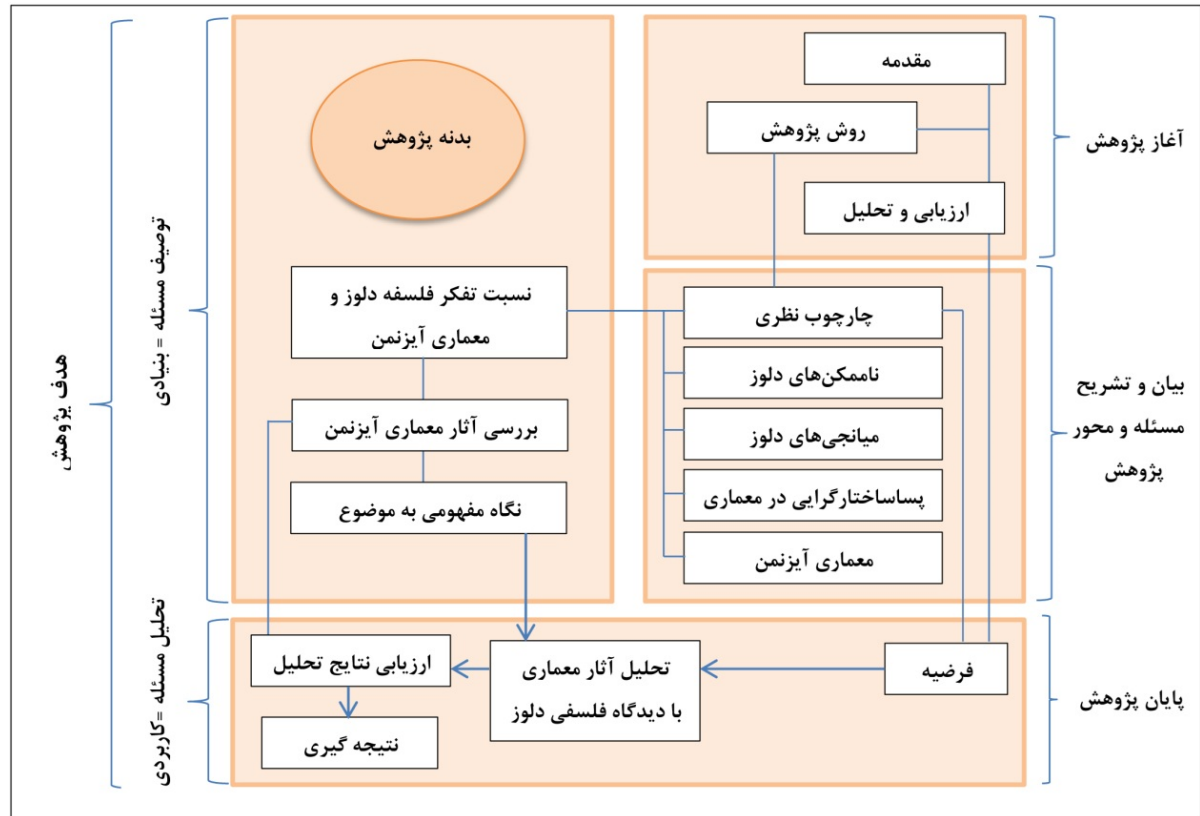 مقدمه
روش پژوهش
ارزیابی و تحلیل
آغاز پژوهش
چارچوب نظری
ناممکن‌های دلوز
میانجی‌های دلوز
پساساختارگرایی در معماری
معماری آیزنمن
بیان و تشریح
مسئله و محور
پژوهش
بدنه پژوهش
نسبت تفکر فلسفه دلوز و
معماری آیزنمن
بررسی آثار معماری آیزنمن
نگاه مفهومی به موضوع
فرضیه
تحلیل آثار معماری
با دیدگاه فلسفی دلوز
ارزیابی نتایج تحلیل
نتیجه گیری
پایان پژوهش
توصیف مسئله = بنیادی
تحلیل مسئله =کاربردی
هدف پژوهش